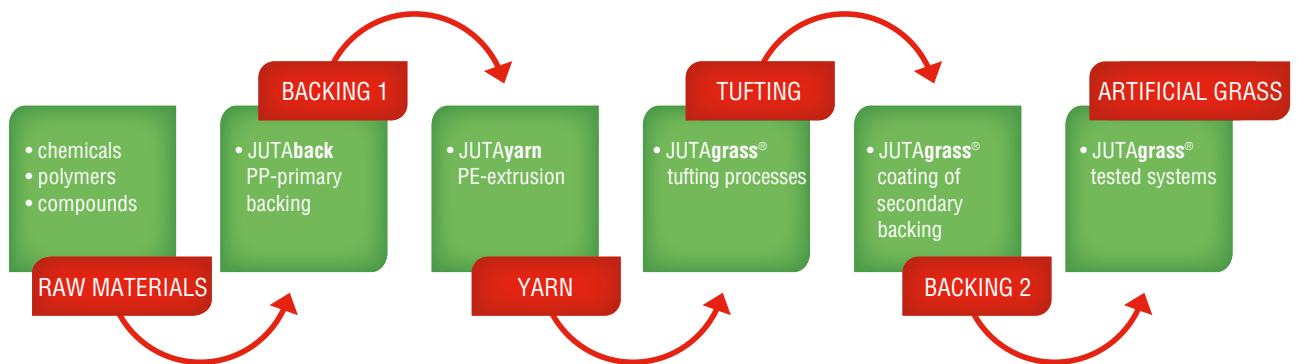 • chemicals
• polymers
• compounds
RAW MATERIALS
BACKING 1
• JUTAback
PP-primary
backing
• JUTAyarn
PE-extrusion
YARN
TUFTING
• JUTAgrass®
tufting processes
• JUTAgrass®
coating of
secondary
backing
BACKING 2
ARTIFICIAL GRASS
• JUTAgrass®
tested systems